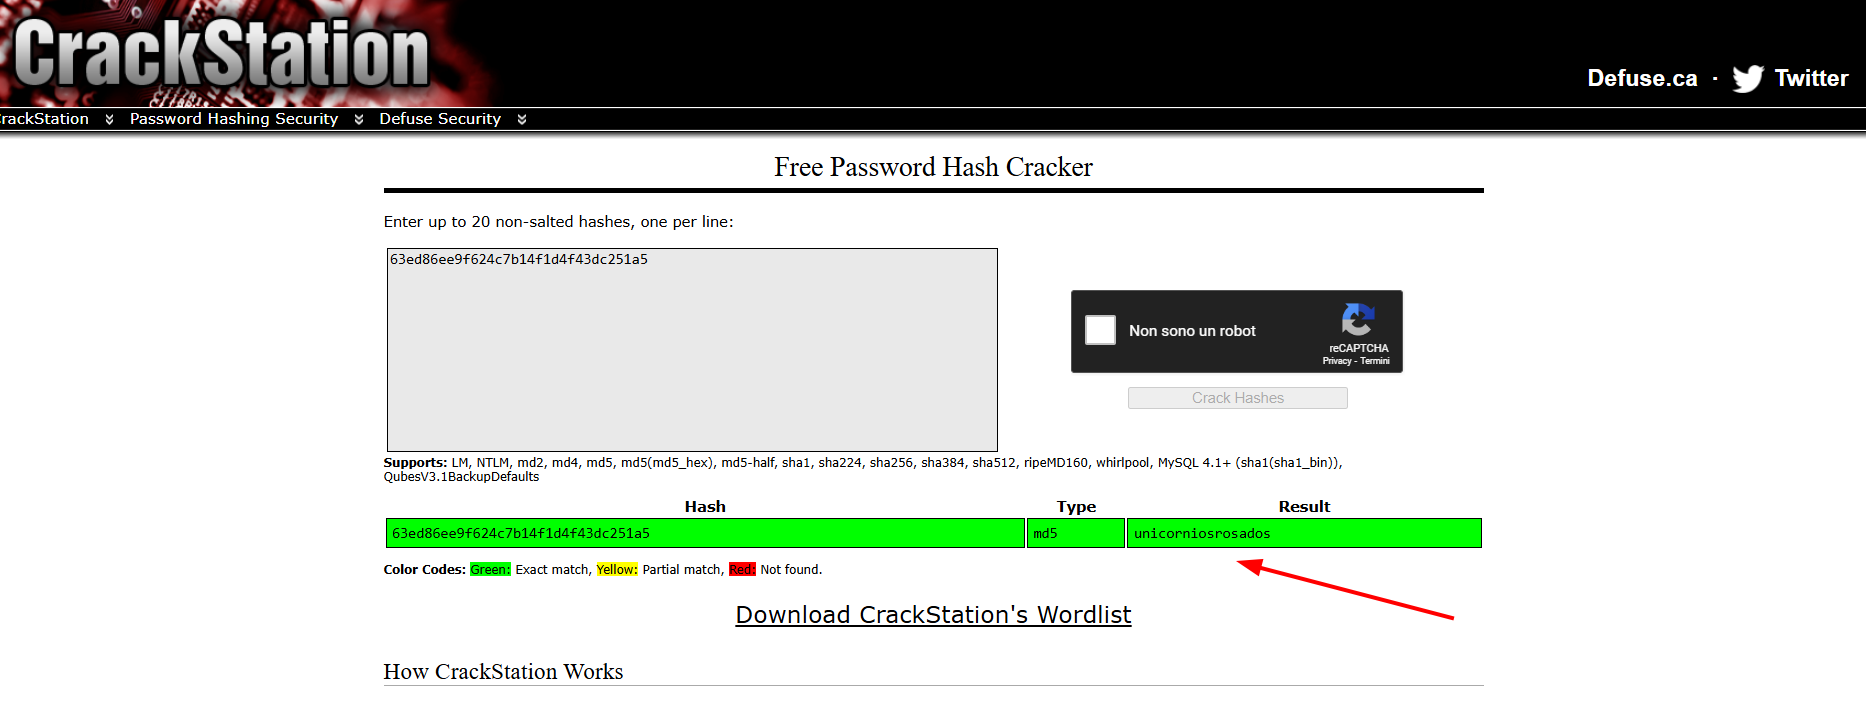 CrackStation
Defuse.ca · Twitter
rackStation Password Hashing Security Defuse Security
Free Password Hash Cracker
Enter up to 20 non-salted hashes, one per line:
63ed86ee9f624c7b14f1d4f43dc251a5
Non sono un robot
reCAPTCHA
Privacy - Termini
Crack Hashes
Supports: LM, NTLM, md2, md4, md5, md5(md5_hex), md5-half, sha1, sha224, sha256, sha384, sha512, ripeMD160, whirlpool, MySQL 4.1+ (sha1(sha1_bin)),
QubesV3.1BackupDefaults
Hash Type Result
63ed86ee9f624c7b14f1d4f43dc251a5 md5 unicorniosrosados
Color Codes: Green: Exact match, Yellow: Partial match, Red: Not found.
Download CrackStation's Wordlist
How CrackStation Works